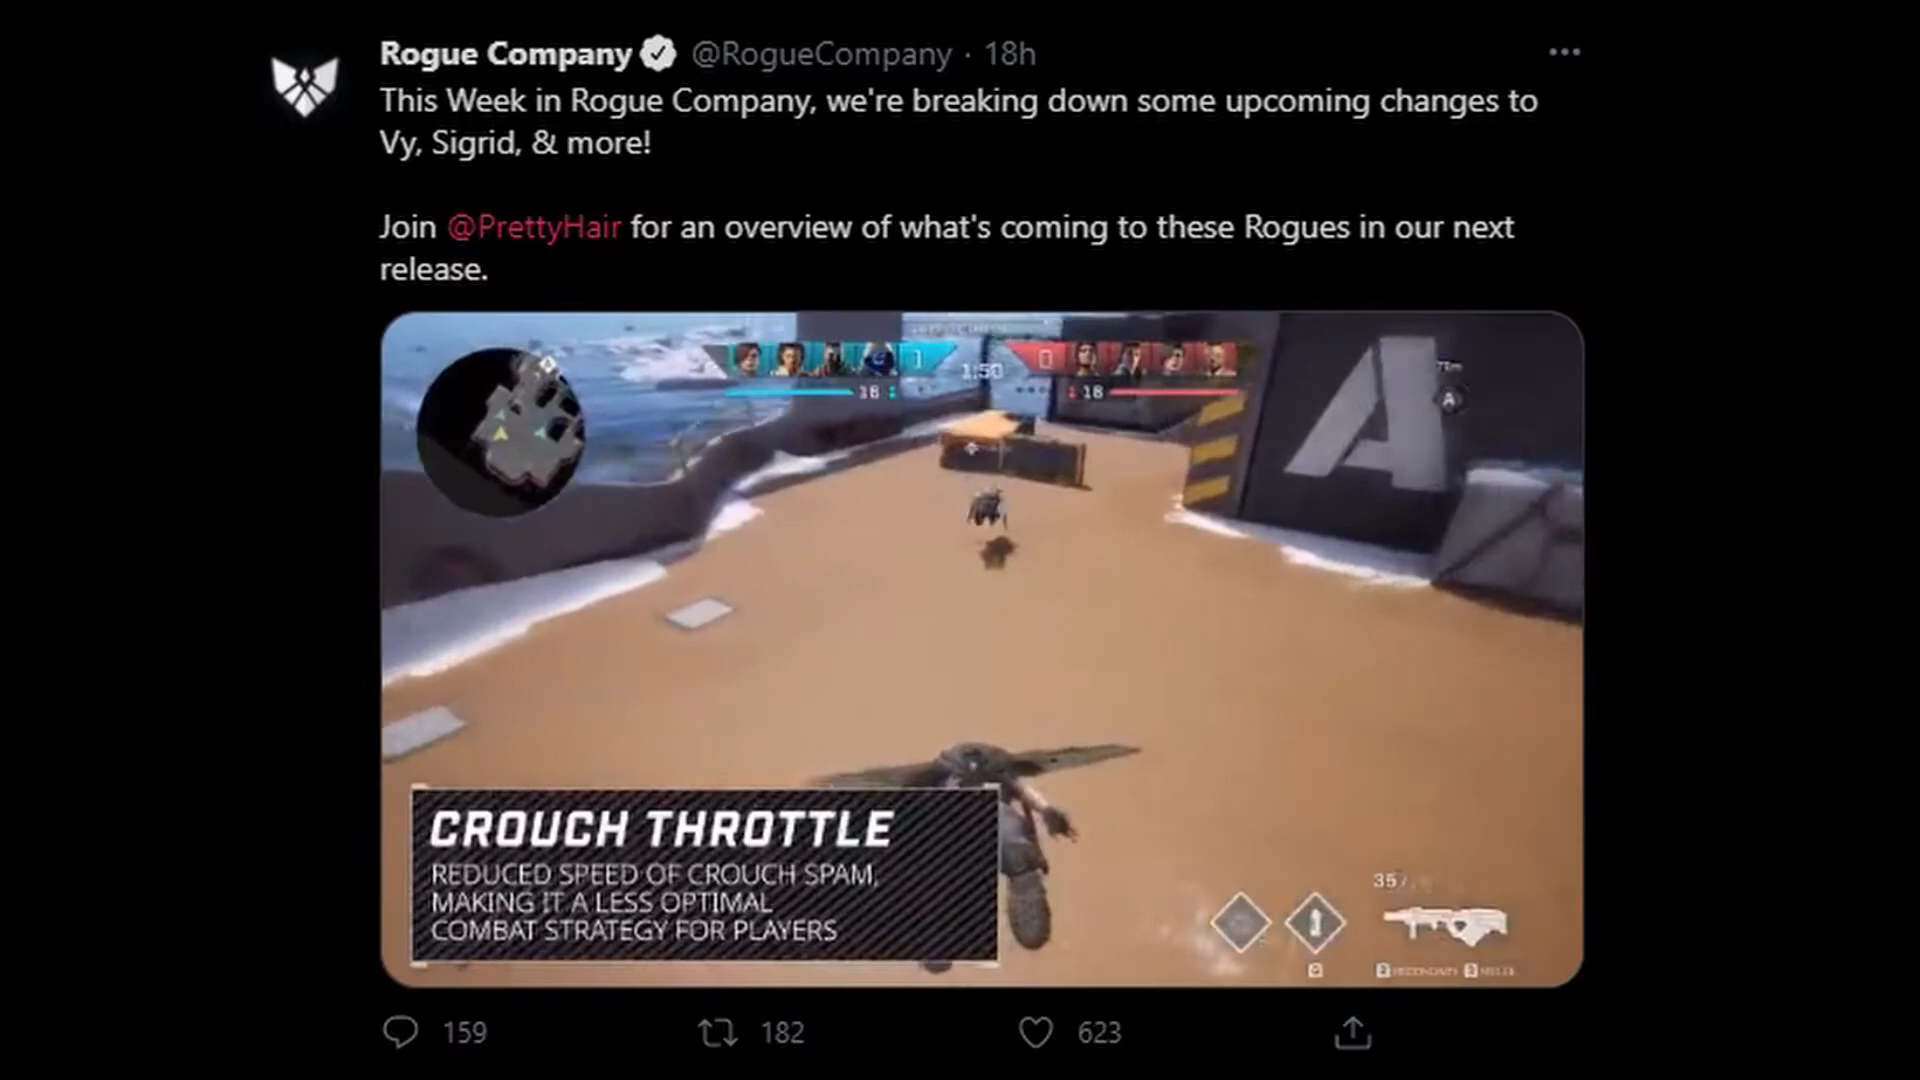 Rogue Company @RogueCompany · 18h
This Week in Rogue Company, we're breaking down some upcoming changes to
Vy, Sigrid, & more!
Join @PrettyHair for an overview of what's coming to these Rogues in our next
release.
1 1:50 0
18 18
A
A
CROUCH THROTTLE
REDUCED SPEED OF CROUCH SPAM,
MAKING IT A LESS OPTIMAL
COMBAT STRATEGY FOR PLAYERS
35/
159 182 623